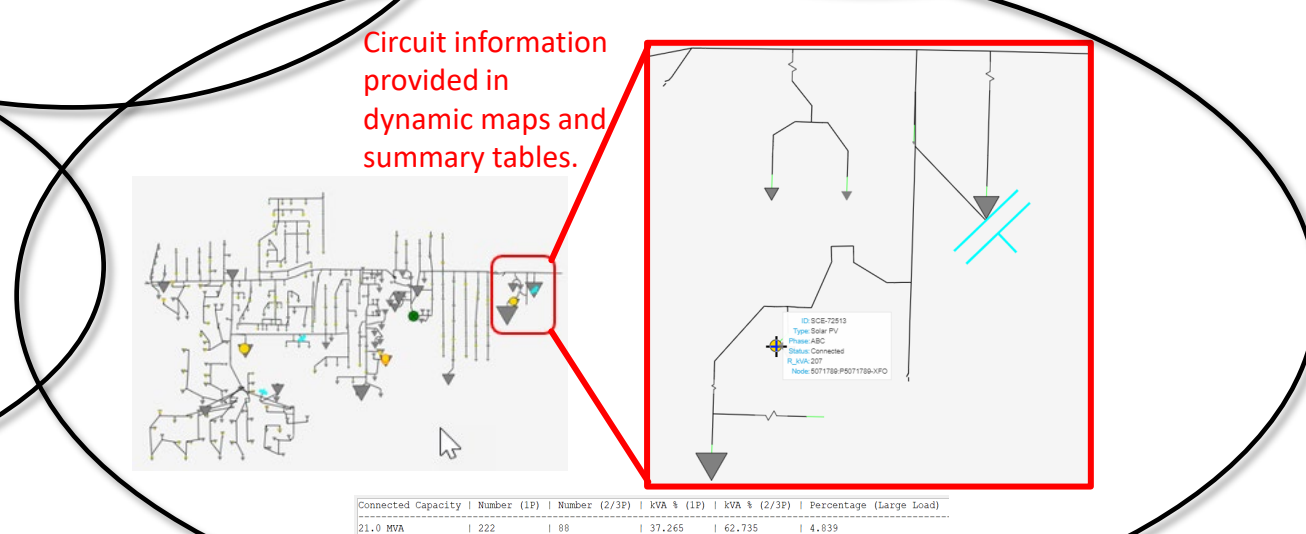 Circuit information
provided in
dynamic maps and
summary tables.
ID: SCE-72513
Type: Solar PV
Phase: ABC
Status: Connected
R_kVA: 207
Node: 5071789:P5071789-XFO
Connected Capacity | Number (1P) | Number (2/3P) | kVA % (1P) | kVA % (2/3P) | Percentage (Large Load)
21.0 MVA | 222 | 88 | 37.265 | 62.735 | 4.839